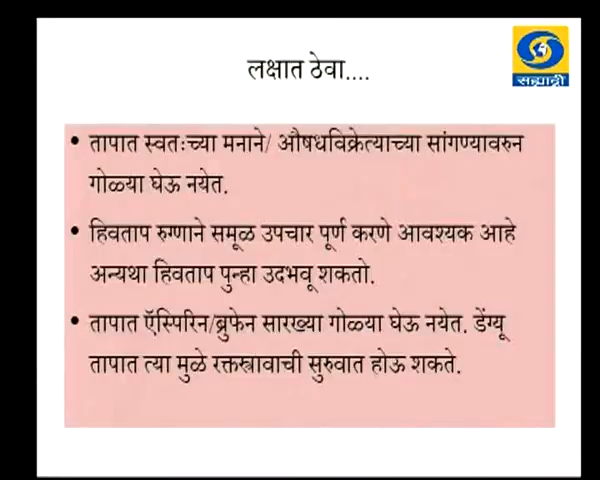 लक्षात ठेवा....
सह्याद्री
• तापात स्वतःच्या मनाने/ औषधविक्रेत्याच्या सांगण्यावरुन
गोळ्या घेऊ नयेत.
• हिवताप रुग्णाने समूळ उपचार पूर्ण करणे आवश्यक आहे
अन्यथा हिवताप पुन्हा उदभवू शकतो.
• तापात ऍस्पिरिन/ब्रुफेन सारख्या गोळ्या घेऊ नयेत. डेंग्यू
तापात त्या मुळे रक्तस्त्रावाची सुरुवात होऊ शकते.